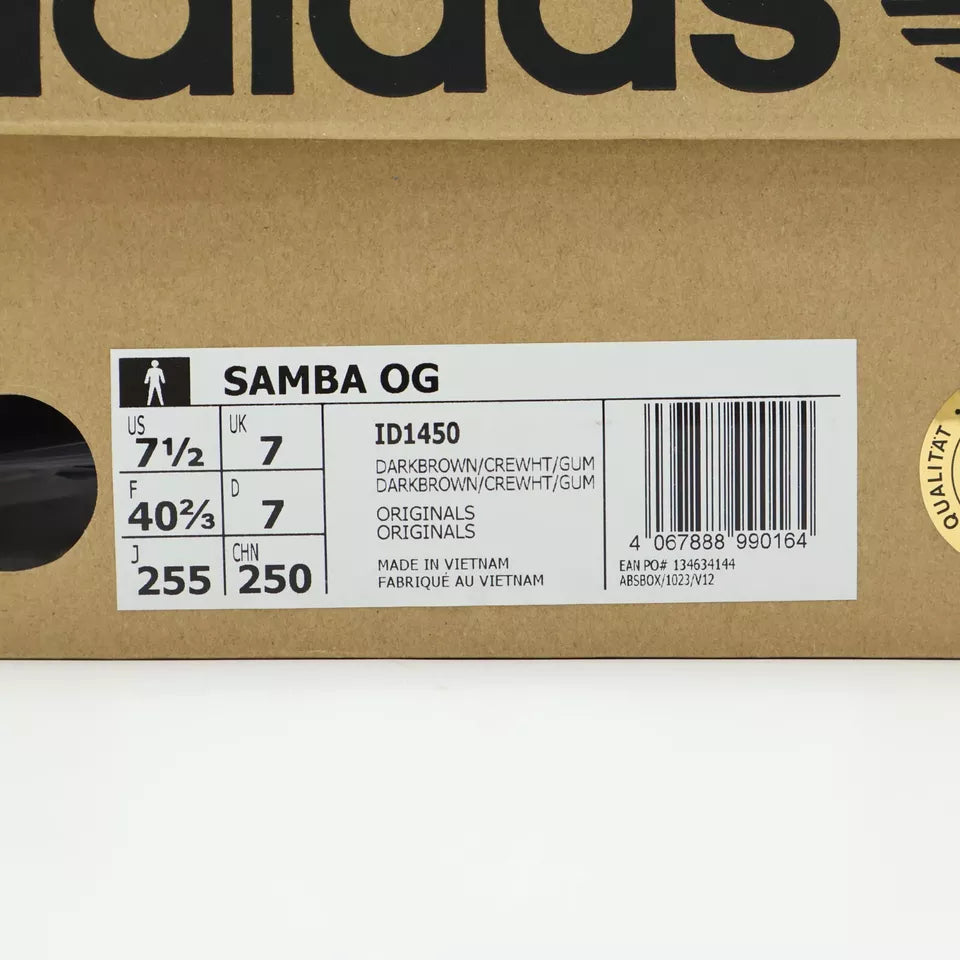 adidas
SAMBA OG
US
7½
UK
7
F
40⅔
D
7
J
255
CHN
250
ID1450
DARKBROWN/CREWHT/GUM
DARKBROWN/CREWHT/GUM
ORIGINALS
ORIGINALS
MADE IN VIETNAM
FABRIQUÉ AU VIETNAM
4 067888 990164
EAN PO# 134634144
ABSBOX/1023/V12
QUALITÄT